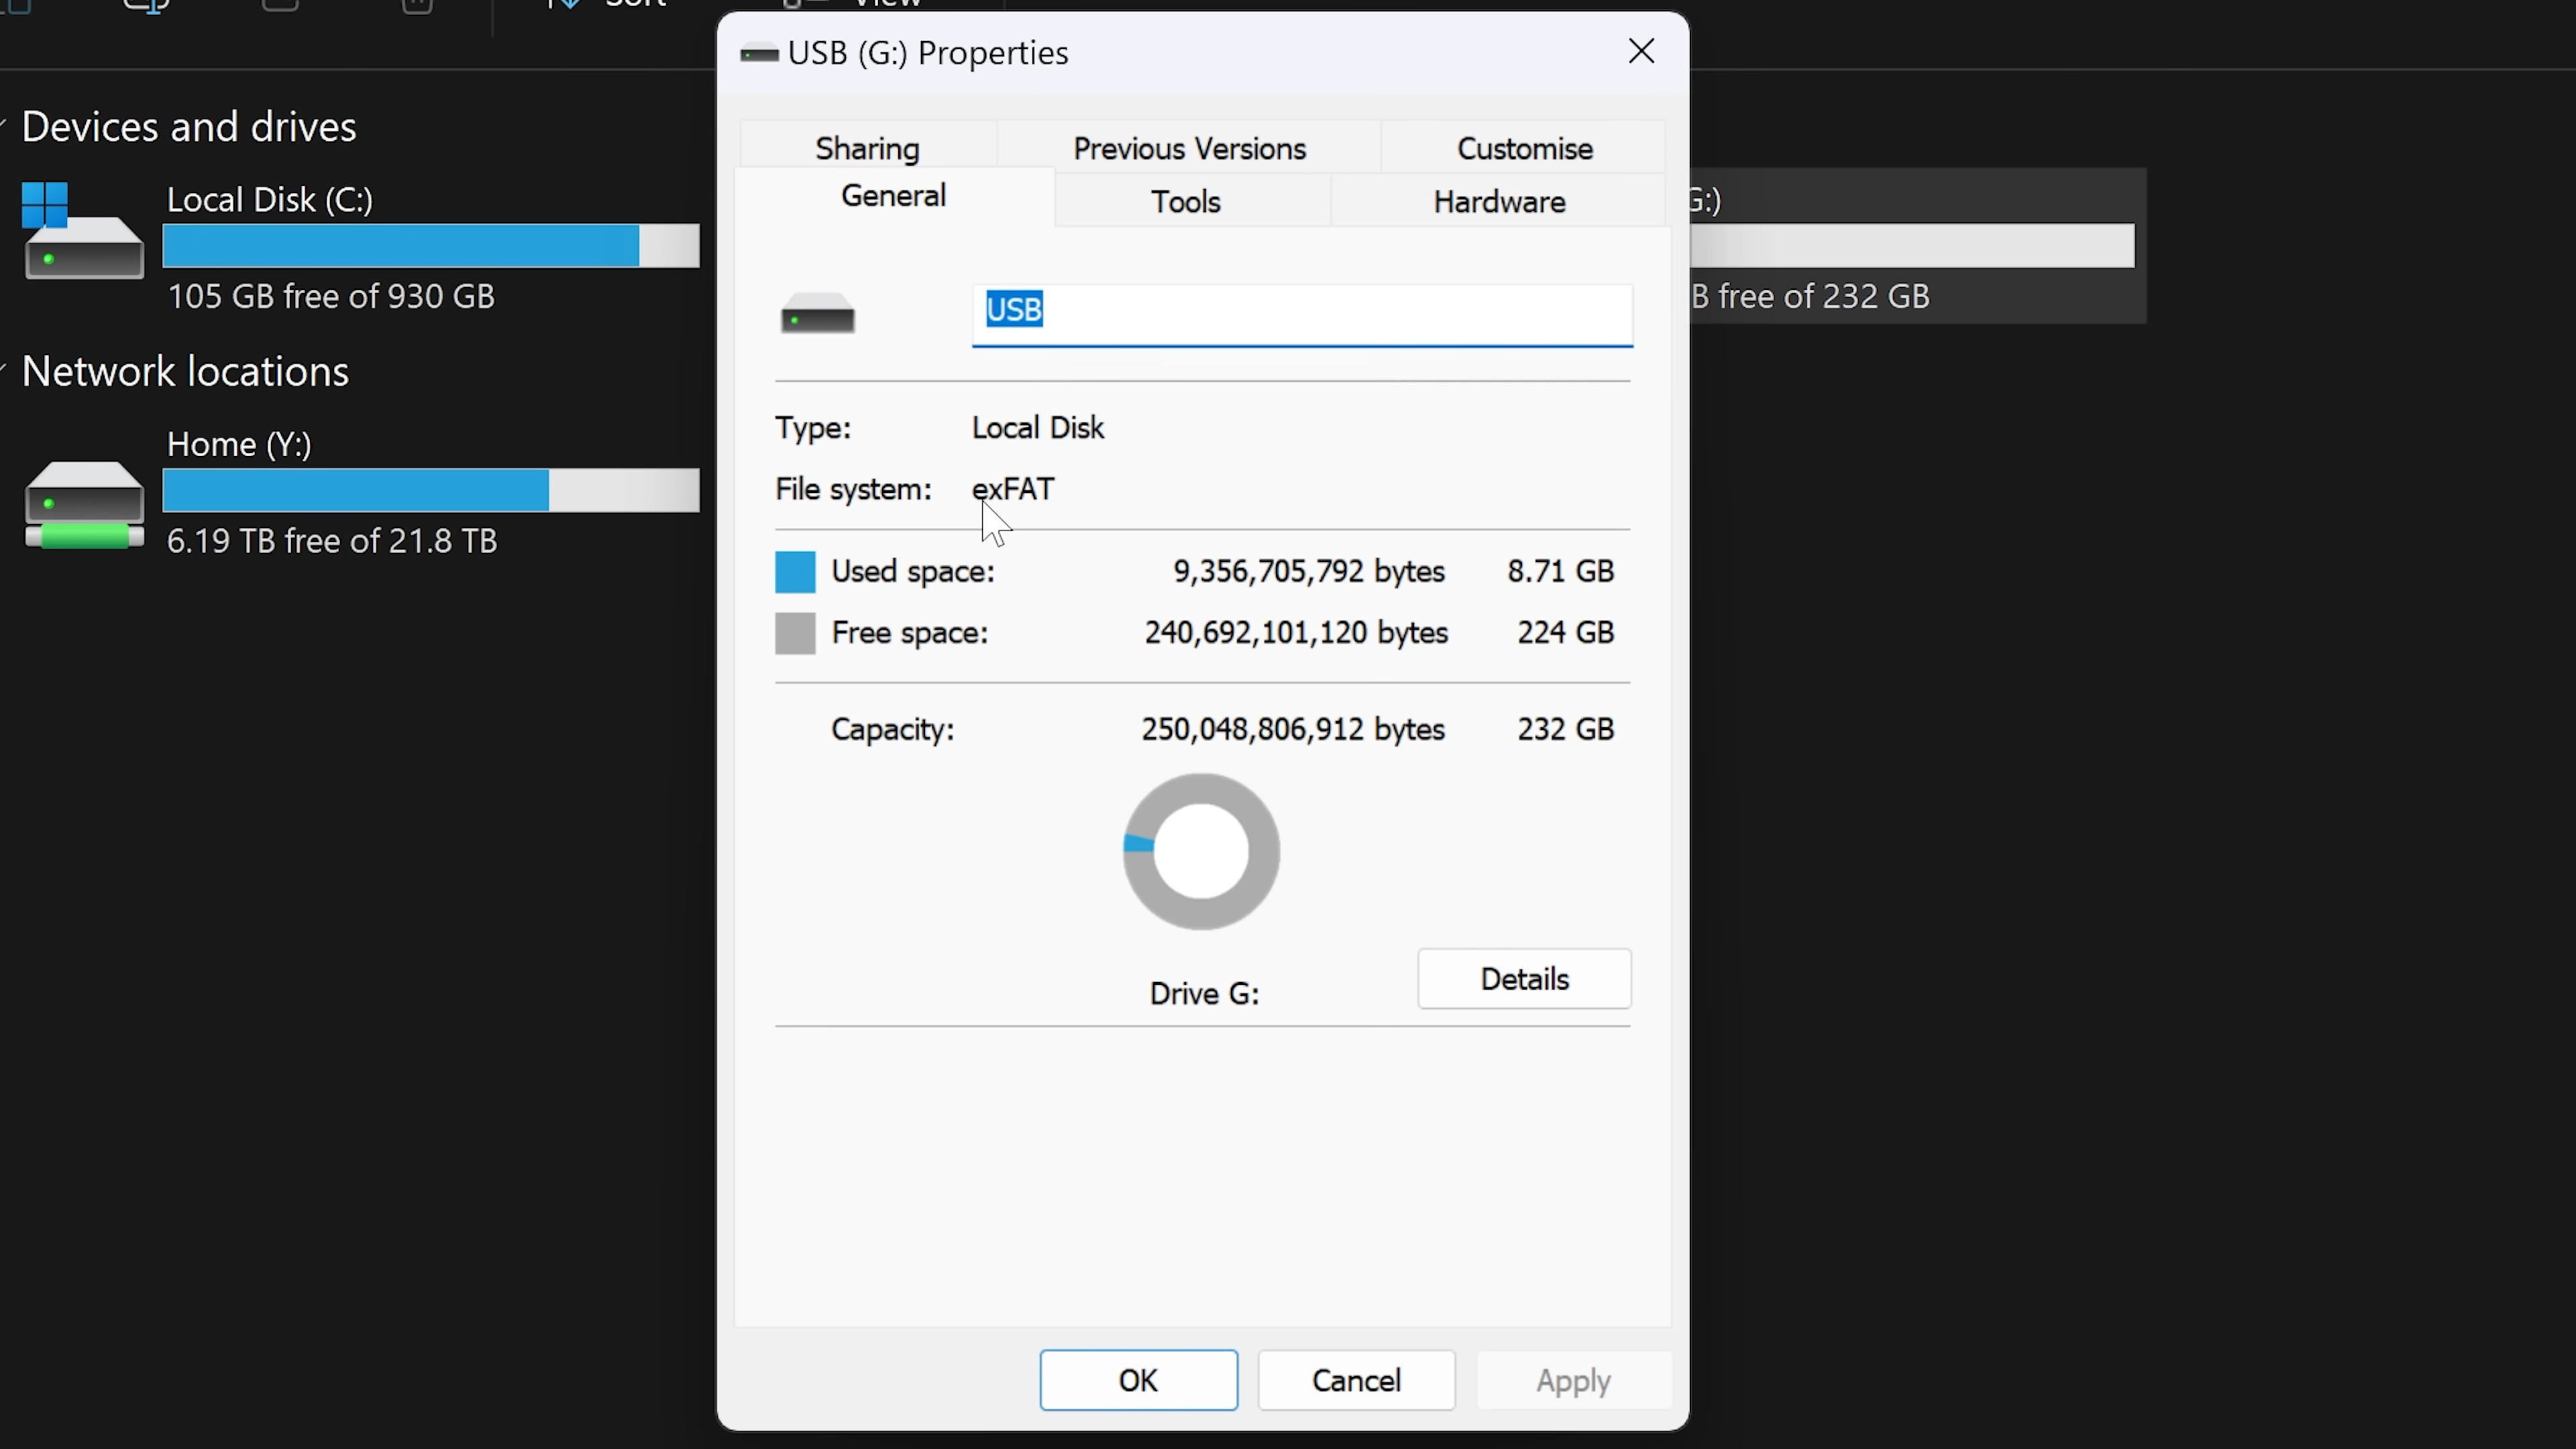 Sort
View
Devices and drives
Local Disk (C:)
105 GB free of 930 GB
Network locations
Home (Y:)
6.19 TB free of 21.8 TB
USB (G:) Properties
Sharing Previous Versions Customise
General Tools Hardware
USB
Type: Local Disk
File system: exFAT
Used space: 9,356,705,792 bytes 8.71 GB
Free space: 240,692,101,120 bytes 224 GB
Capacity: 250,048,806,912 bytes 232 GB
Drive G:
Details
OK Cancel Apply
G:)
B free of 232 GB